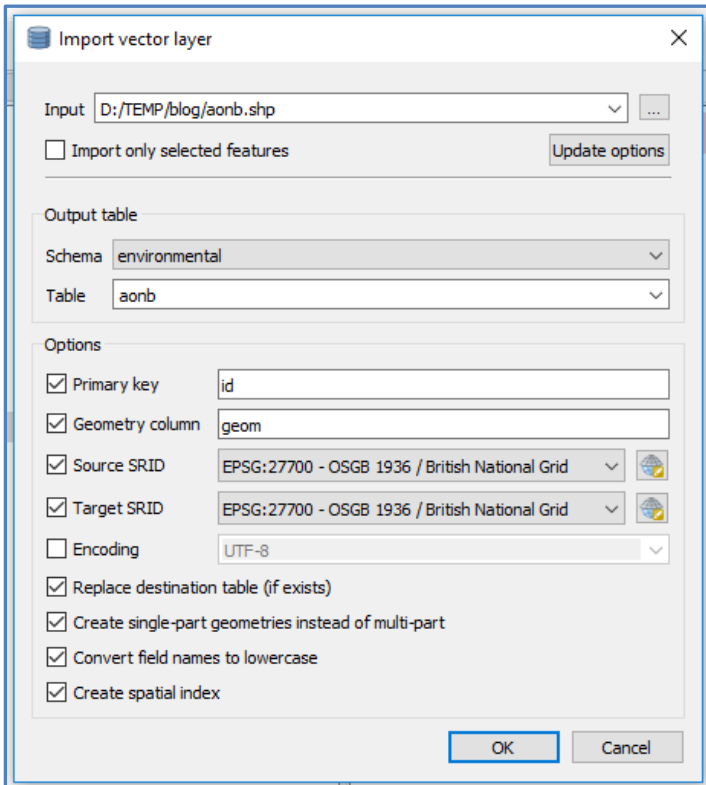 Import vector layer
Input D:/TEMP/blog/aonb.shp ...
Import only selected features Update options
Output table
Schema environmental
Table aonb
Options
Primary key id
Geometry column geom
Source SRID EPSG:27700 - OSGB 1936 / British National Grid
Target SRID EPSG:27700 - OSGB 1936 / British National Grid
Encoding UTF-8
Replace destination table (if exists)
Create single-part geometries instead of multi-part
Convert field names to lowercase
Create spatial index
OK Cancel